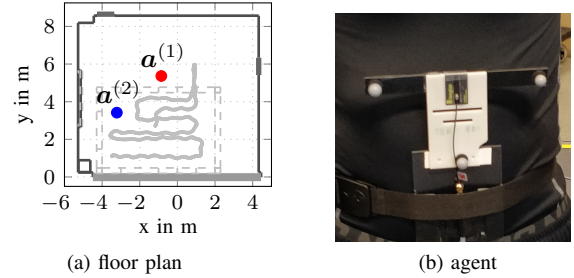 8
6
4
2
0
y in m
a(1)
a(2)
−6 −4 −2 0 2 4
x in m
(a) floor plan
(b) agent